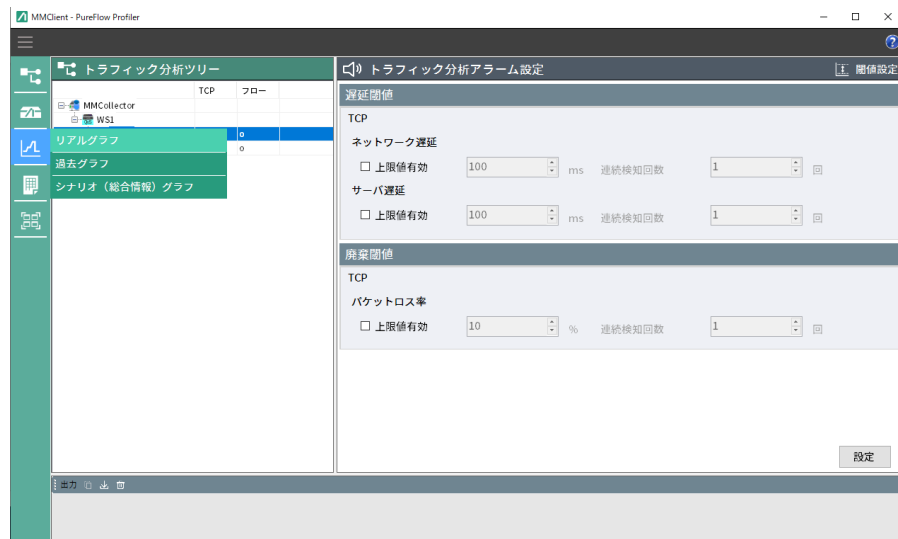 MMClient - PureFlow Profiler
トラフィック分析ツリー
TCP フロー
MMCollector
WS1
o
o
リアルグラフ
過去グラフ
シナリオ（総合情報）グラフ
トラフィック分析アラーム設定
閾値設定
遅延閾値
TCP
ネットワーク遅延
上限値有効 100 ms 連続検知回数 1 回
サーバ遅延
上限値有効 100 ms 連続検知回数 1 回
廃棄閾値
TCP
パケットロス率
上限値有効 10 % 連続検知回数 1 回
設定
出力